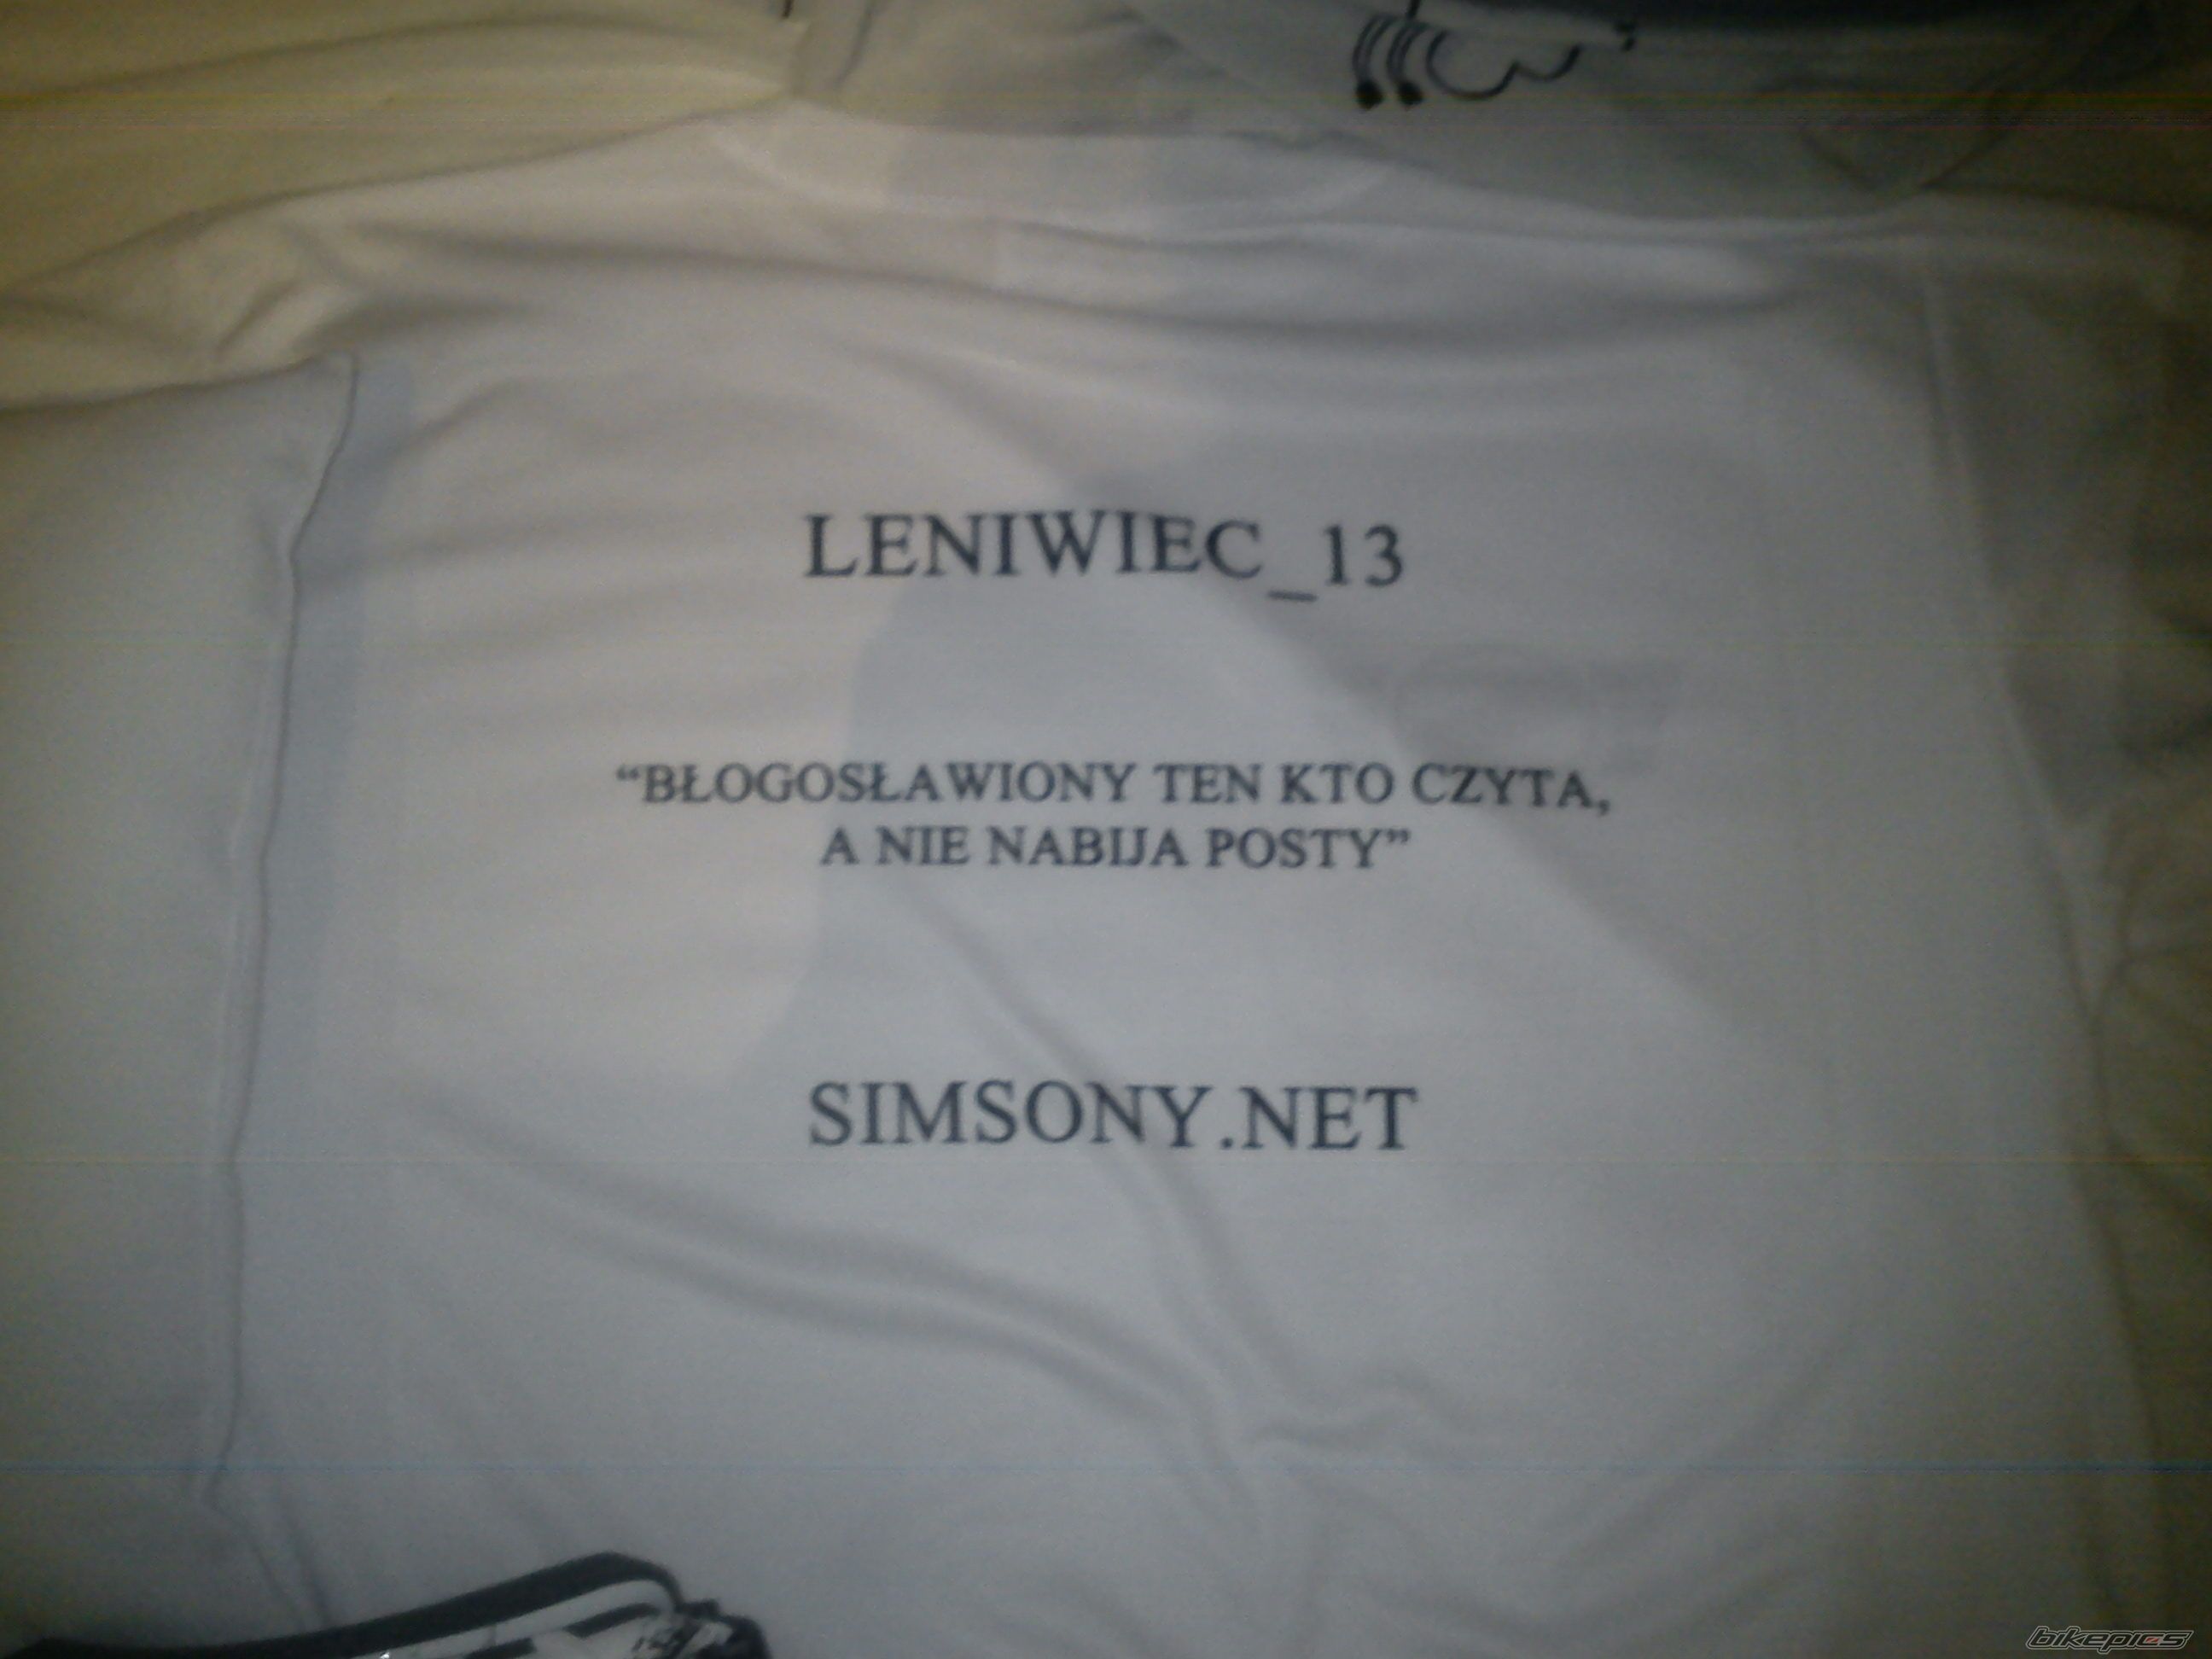 LENIWIEC_13
“BŁOGOSŁAWIONY TEN KTO CZYTA,
A NIE NABIJA POSTY”
SIMSONY.NET
bikepics